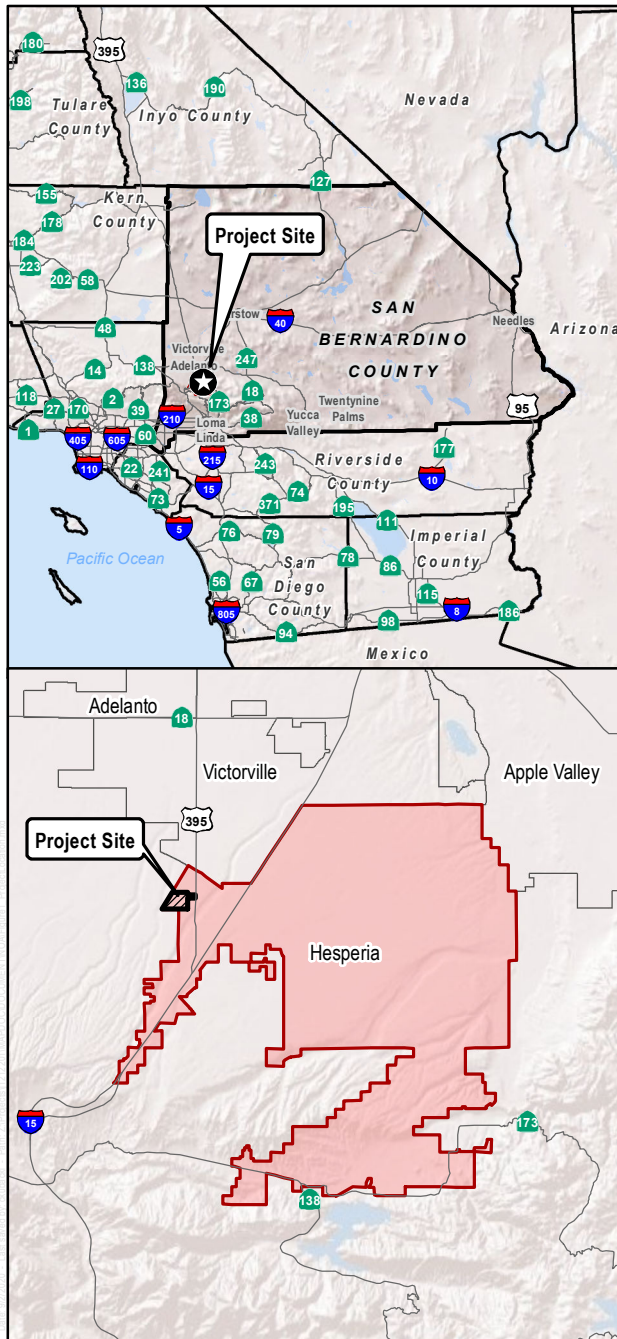 180
395
136
190
198
Tulare
County
Inyo County
Nevada
127
155
Kern
County
178
184
223
202
58
Project Site
SAN
BERNARDINO
COUNTY
40
rstow
Needles
Arizona
48
14
138
Victorville
Adelanto
247
118
27
170
2
39
210
173
18
38
Yucca
Valley
Twentynine
Palms
95
1
405
605
60
Loma
Linda
110
22
241
215
243
Riverside
County
177
10
15
74
73
371
195
5
76
79
111
Imperial
County
Pacific Ocean
78
86
56
67
San
Diego
County
115
8
805
94
98
186
Mexico
Adelanto
18
Victorville
Apple Valley
395
Project Site
Hesperia
15
173
138